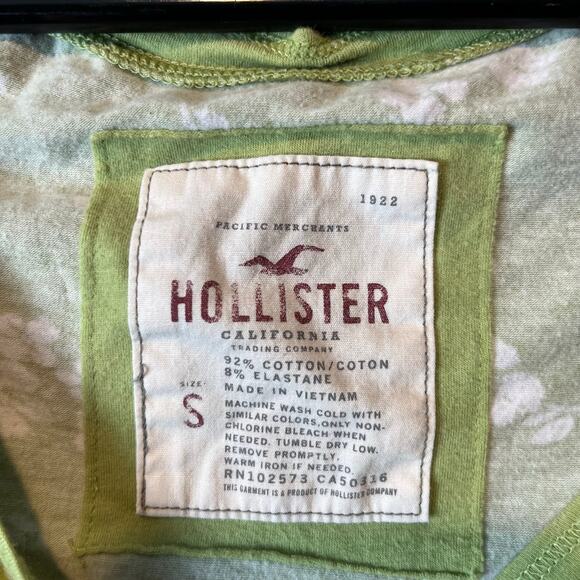 1922
PACIFIC MERCHANTS
HOLLISTER
CALIFORNIA
TRADING COMPANY
92% COTTON/COTON
8% ELASTANE
MADE IN VIETNAM
SIZE:
S
MACHINE WASH COLD WITH
SIMILAR COLORS, ONLY NON-
CHLORINE BLEACH WHEN
NEEDED. TUMBLE DRY LOW.
REMOVE PROMPTLY.
WARM IRON IF NEEDED.
RN102573 CA50316
THIS GARMENT IS A PRODUCT OF HOLLISTER COMPANY